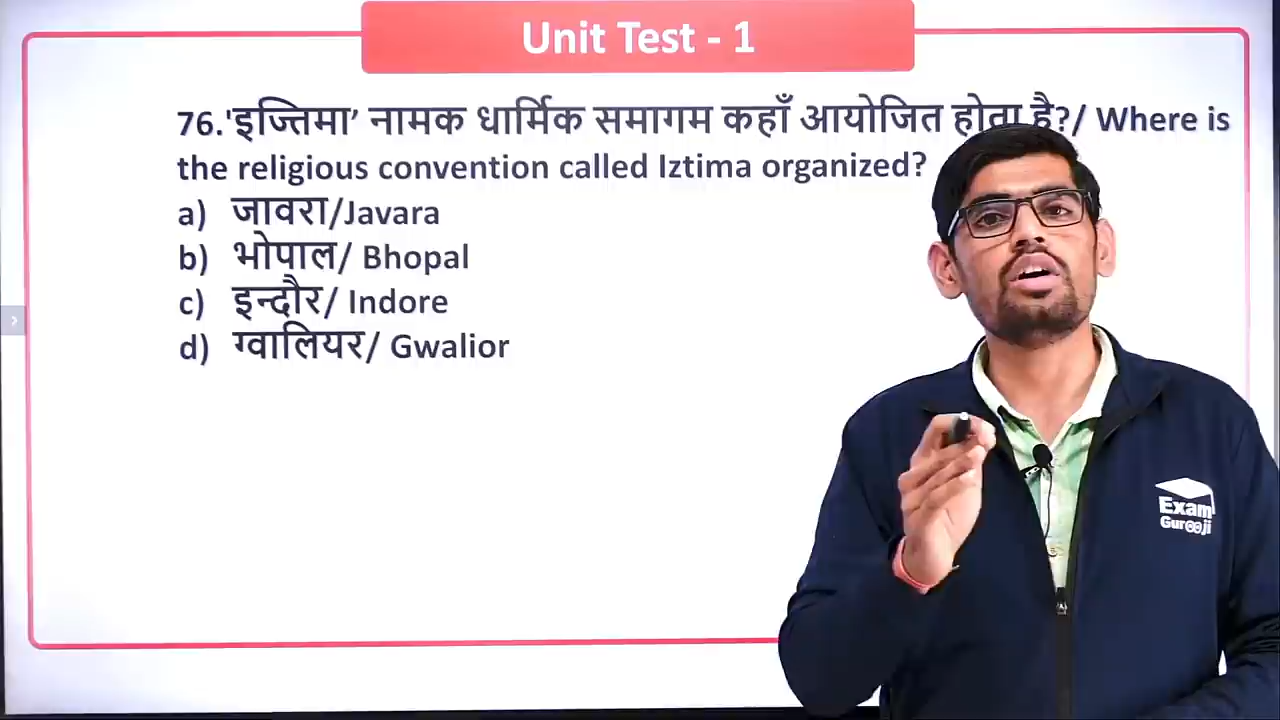 Unit Test - 1
76.'इज्तिमा’ नामक धार्मिक समागम कहाँ आयोजित होता है?/ Where is
the religious convention called Iztima organized?
a) जावरा/Javara
b) भोपाल/ Bhopal
c) इन्दौर/ Indore
d) ग्वालियर/ Gwalior
Exam
Gurooji